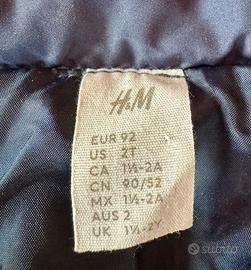 H&M
EUR 92
US 2T
CA 1½-2A
CN 90/52
MX 1½-2A
AUS 2
UK 1½-2Y
subito